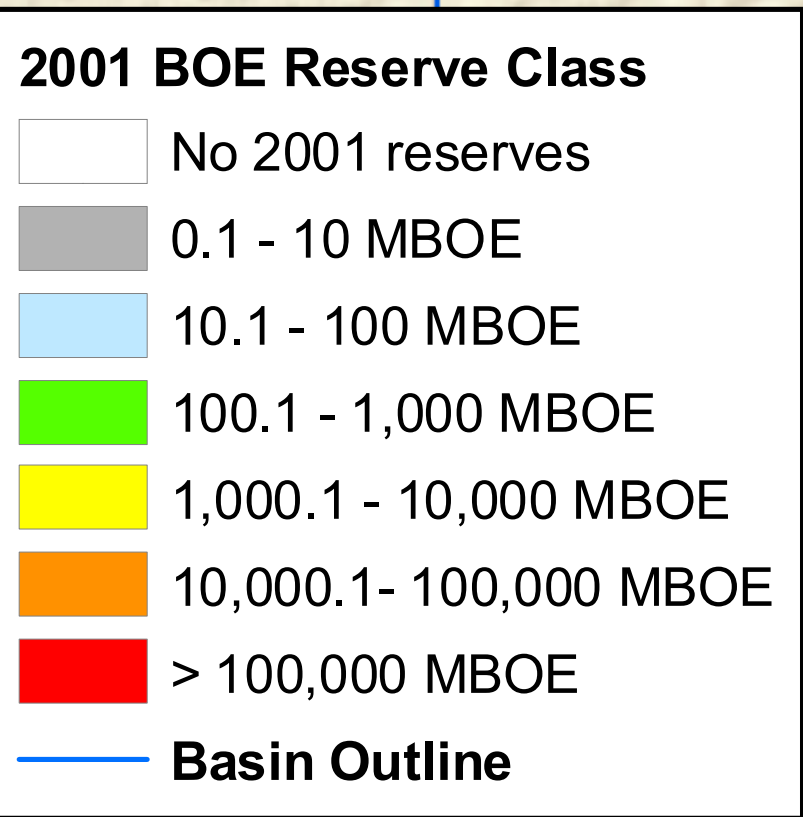 2001 BOE Reserve Class
No 2001 reserves
0.1 - 10 MBOE
10.1 - 100 MBOE
100.1 - 1,000 MBOE
1,000.1 - 10,000 MBOE
10,000.1- 100,000 MBOE
> 100,000 MBOE
Basin Outline